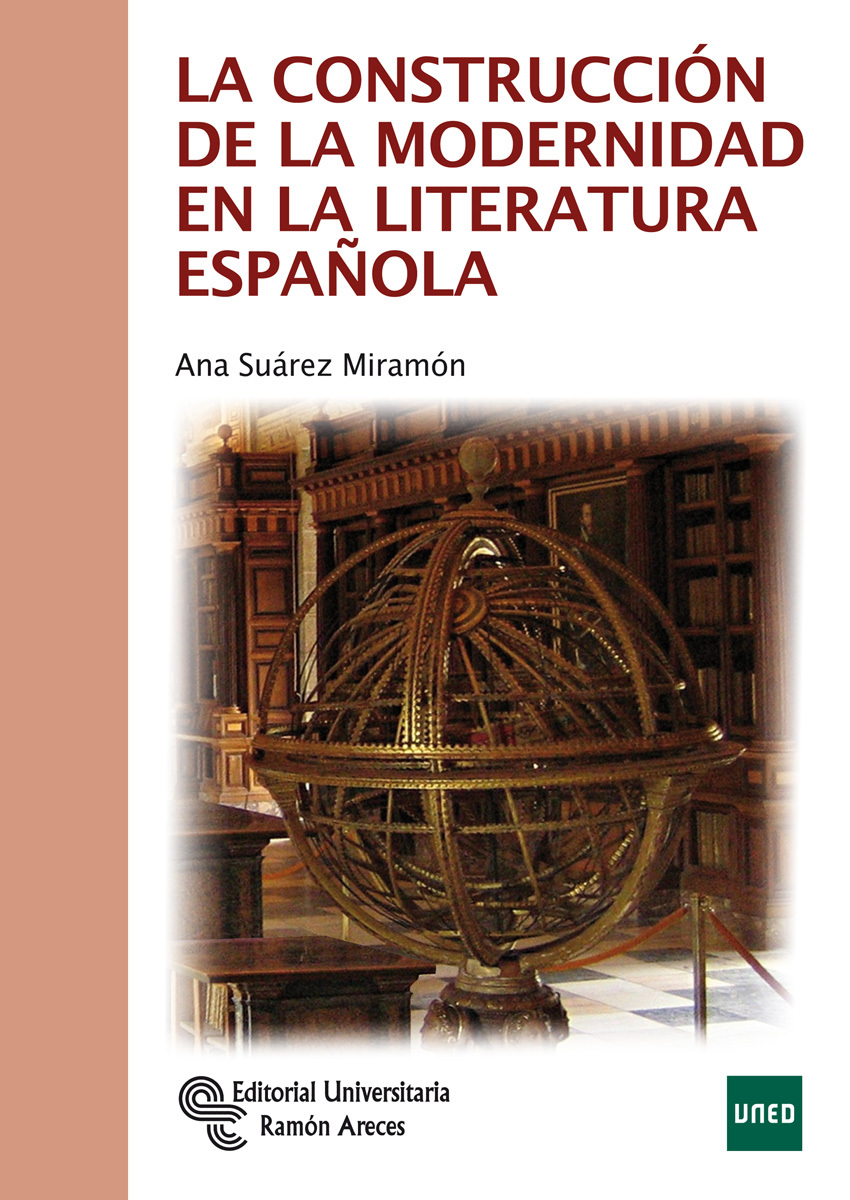 LA CONSTRUCCIÓN
DE LA MODERNIDAD
EN LA LITERATURA
ESPAÑOLA
Ana Suárez Miramón
Editorial Universitaria
Ramón Areces
UNED